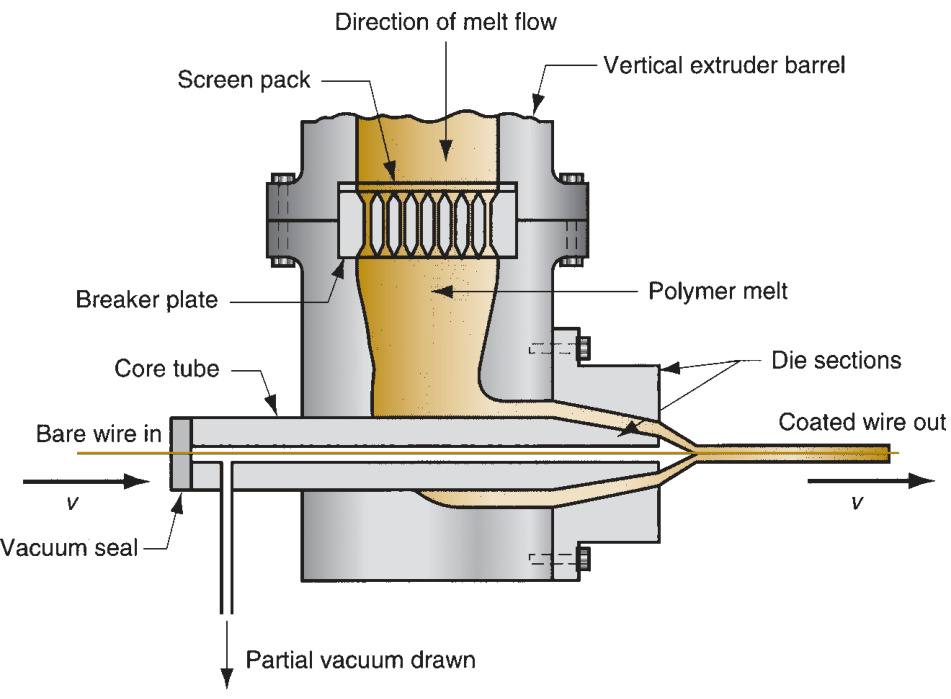 Direction of melt flow
Vertical extruder barrel
Screen pack
Breaker plate
Polymer melt
Die sections
Core tube
Coated wire out
Bare wire in
v
v
Vacuum seal
Partial vacuum drawn